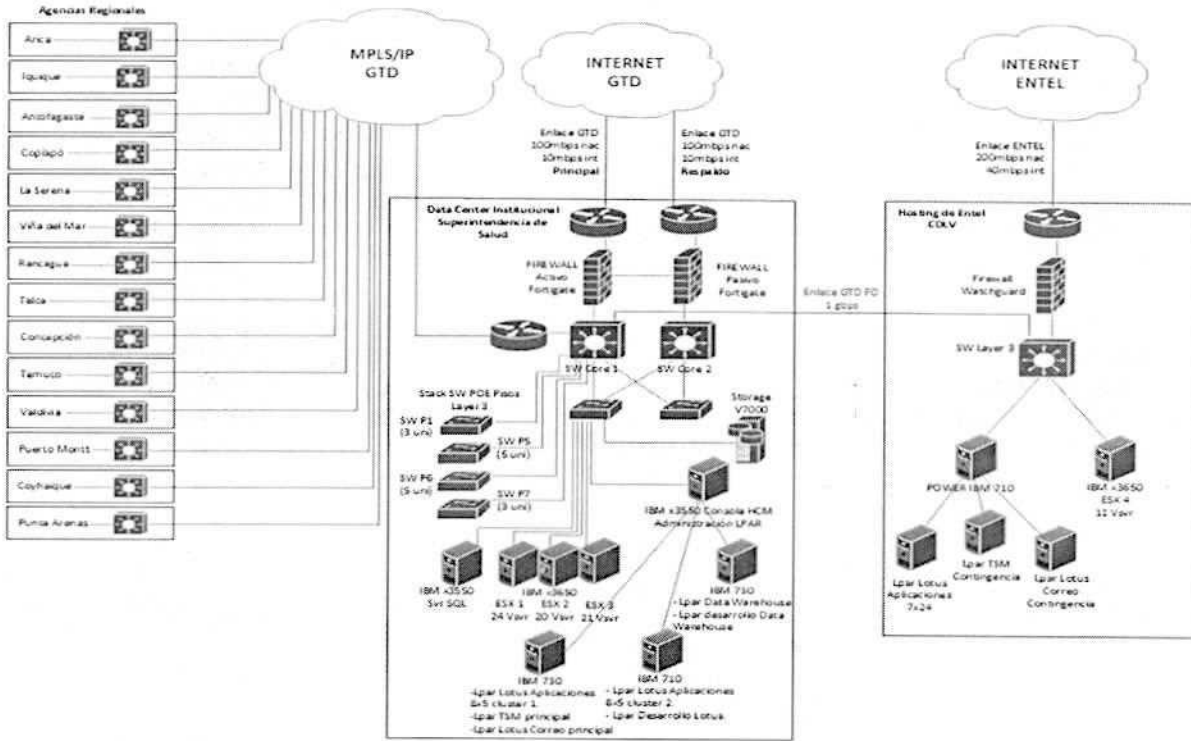 Agencias Regionales
Arica
Iquique
Antofagasta
Copiapó
La Serena
Viña del Mar
Rancagua
Talca
Concepción
Temuco
Valdivia
Puerto Montt
Coyhaique
Punta Arenas
MPLS/IP
GTD
INTERNET
GTD
INTERNET
ENTEL
Enlace GTD
100mbps nac
10mbps int
Principal
Enlace GTD
100mbps nac
10mbps int
Respaldo
Enlace ENTEL
200mbps nac
40mbps int
Data Center Institucional
Superintendencia de
Salud
FIREWALL
Activo
Fortigate
FIREWALL
Pasivo
Fortigate
SW Core 1
SW Core 2
Stack SW POE Pisos
Layer 3
SW P1
(3 uni)
SW P5
(5 uni)
SW P6
(5 uni)
SW P7
(3 uni)
Storage
V7000
IBM x3550 Consola HCM
Administración LPAR
IBM x3550
Svr SQL
ESX 1
24 Vsvr
IBM x3650
ESX 2
20 Vsvr
ESX 3
21 Vsvr
IBM 730
- Lpar Data Warehouse
- Lpar desarrollo Data
Warehouse
IBM 730
-Lpar Lotus Aplicaciones
8x5 cluster 1
-Lpar TSM principal
-Lpar Lotus Correo principal
IBM 710
- Lpar Lotus Aplicaciones
8x5 cluster 2
- Lpar Desarrollo Lotus
Enlace GTD FO
1 gbps
Hosting de Entel
CDLV
Firewall
Watchguard
SW Layer 3
POWER IBM 710
IBM x3650
ESX 4
11 Vsvr
Lpar Lotus
Aplicaciones
7x24
Lpar TSM
Contingencia
Lpar Lotus
Correo
Contingencia